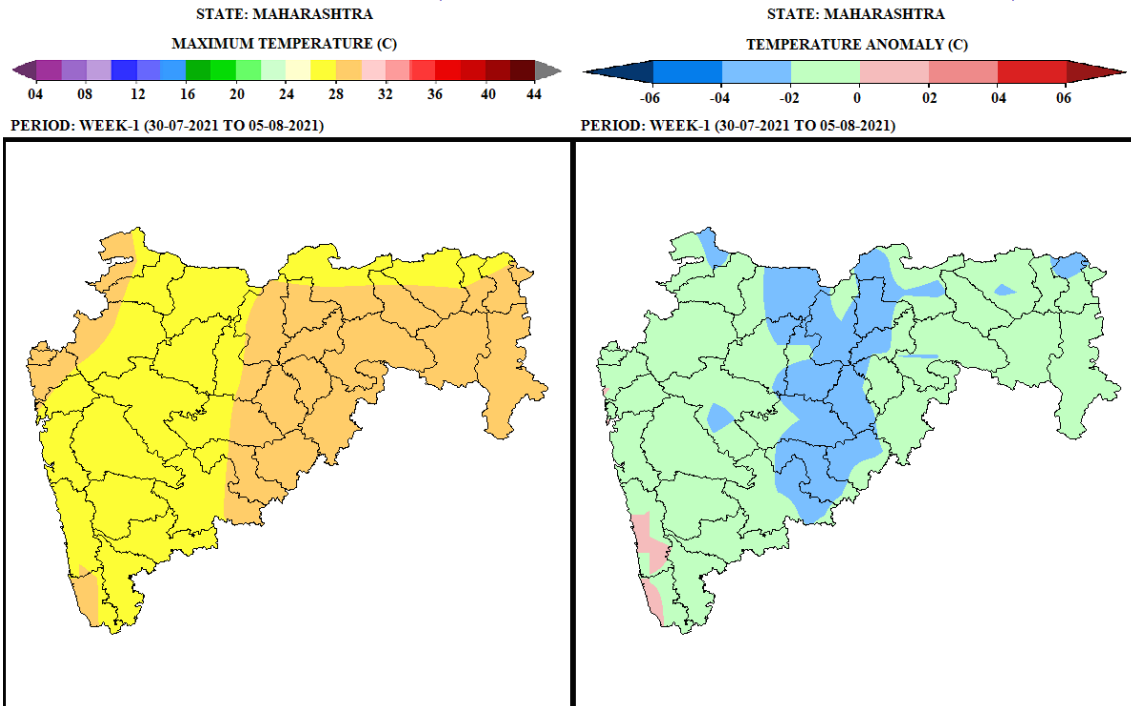 STATE: MAHARASHTRA
MAXIMUM TEMPERATURE (C)
04 08 12 16 20 24 28 32 36 40 44
PERIOD: WEEK-1 (30-07-2021 TO 05-08-2021)
STATE: MAHARASHTRA
TEMPERATURE ANOMALY (C)
-06 -04 -02 0 02 04 06
PERIOD: WEEK-1 (30-07-2021 TO 05-08-2021)